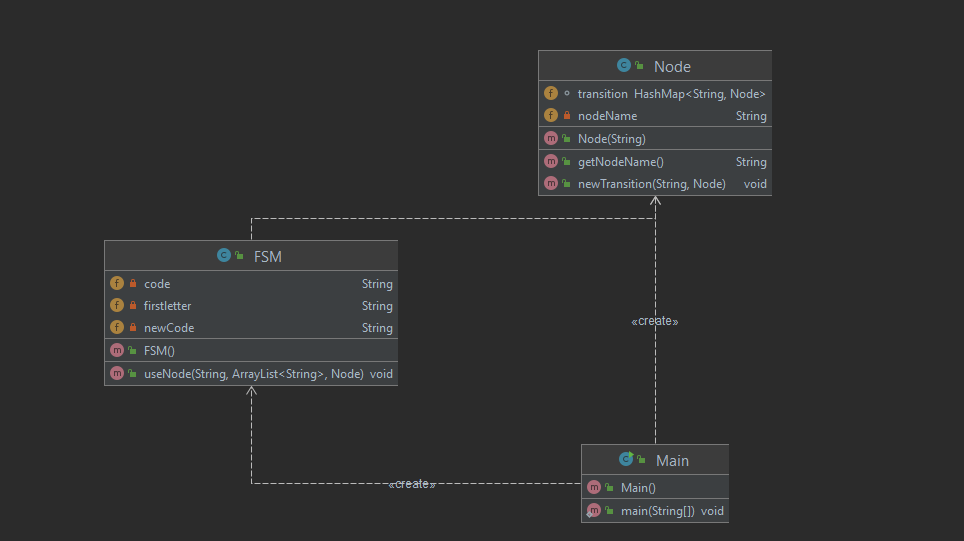 Node
transition HashMap<String, Node>
nodeName String
Node(String)
getNodeName() String
newTransition(String, Node) void
FSM
code String
firstletter String
newCode String
FSM()
useNode(String, ArrayList<String>, Node) void
«create»
Main
Main()
main(String[]) void
«create»